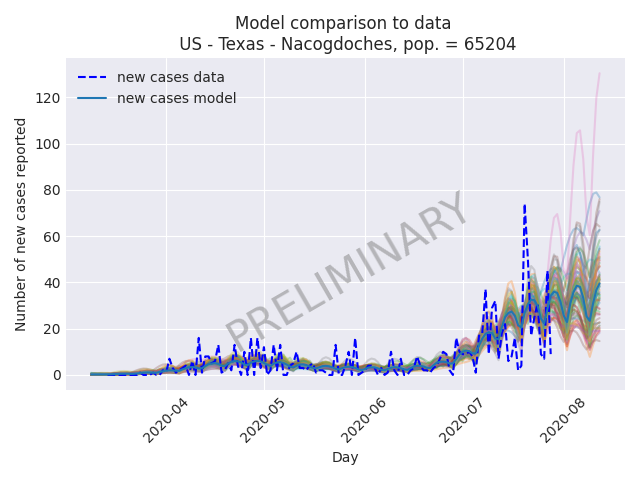 Model comparison to data
US - Texas - Nacogdoches, pop. = 65204
new cases data
new cases model
PRELIMINARY
Number of new cases reported
120
100
80
60
40
20
0
2020-04
2020-05
2020-06
2020-07
2020-08
Day